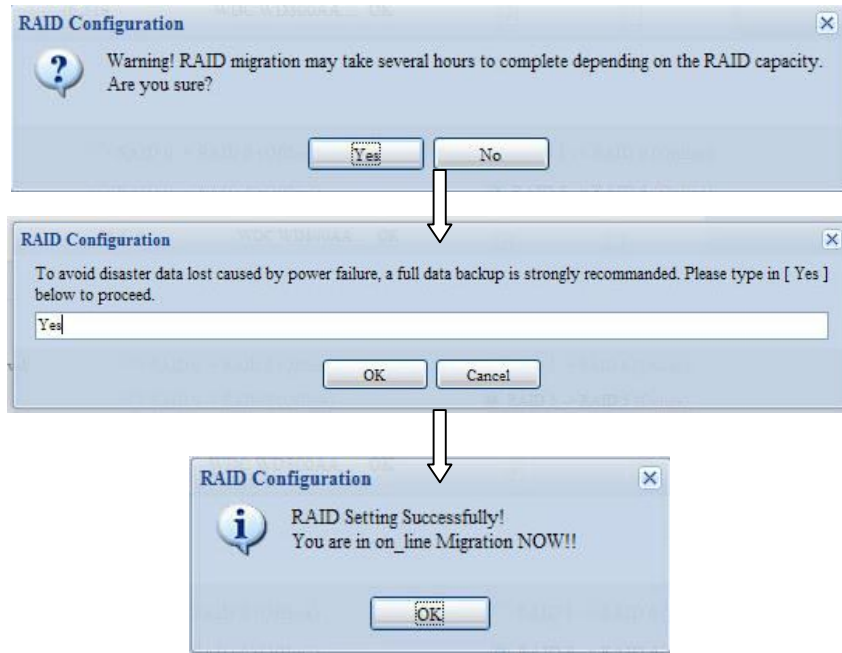 RAID Configuration
Warning! RAID migration may take several hours to complete depending on the RAID capacity.
Are you sure?
Yes
No
RAID Configuration
To avoid disaster data lost caused by power failure, a full data backup is strongly recommanded. Please type in [ Yes ]
below to proceed.
Yes
OK
Cancel
RAID Configuration
RAID Setting Successfully!
You are in on_line Migration NOW!!
OK